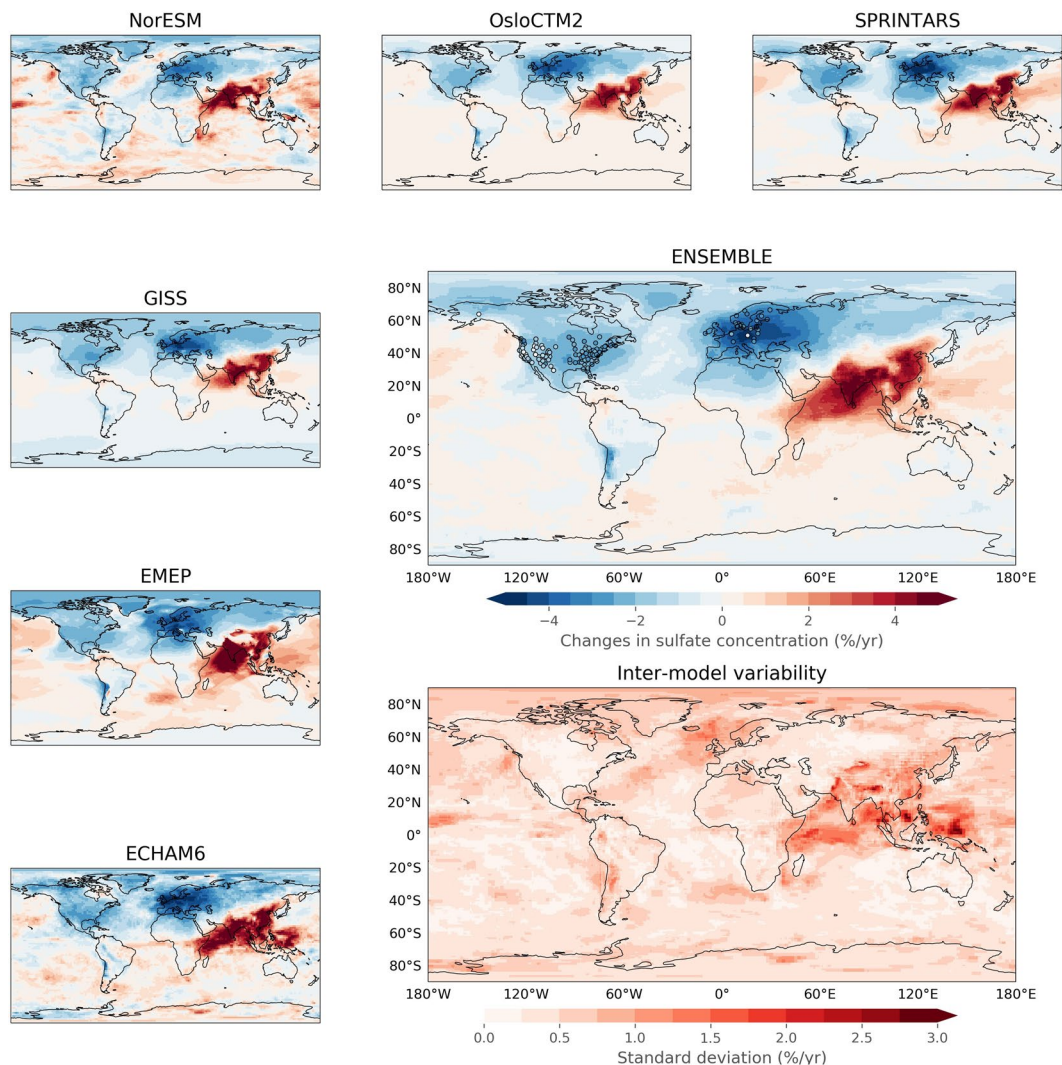 NorESM
OsloCTM2
SPRINTARS
GISS
EMEP
ECHAM6
ENSEMBLE
80°N
60°N
40°N
20°N
0°
20°S
40°S
60°S
80°S
180°W 120°W 60°W 0° 60°E 120°E 180°E
−4 −2 0 2 4
Changes in sulfate concentration (%/yr)
Inter-model variability
80°N
60°N
40°N
20°N
0°
20°S
40°S
60°S
80°S
180°W 120°W 60°W 0° 60°E 120°E 180°E
0.0 0.5 1.0 1.5 2.0 2.5 3.0
Standard deviation (%/yr)